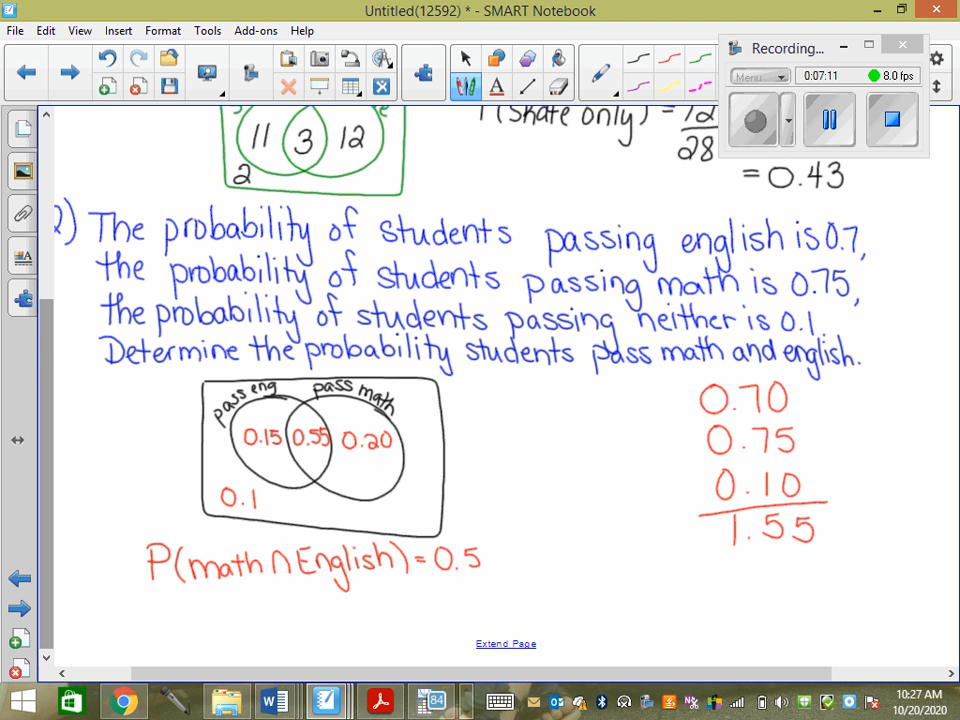 Untitled(12592) * - SMART Notebook
File Edit View Insert Format Tools Add-ons Help
Recording...
Menu
0:07:11 8.0 fps
11 3 12
2
(Skate only) = 12
28
= 0.43
2) The probability of students passing english is 0.7,
the probability of students passing math is 0.75,
the probability of students passing neither is 0.1
Determine the probability students pass math and english.
pass eng pass math
0.15 0.55 0.20
0.1
0.70
0.75
0.10
1.55
P(math ∩ English) = 0.5
Extend Page
84
10:27 AM
10/20/2020